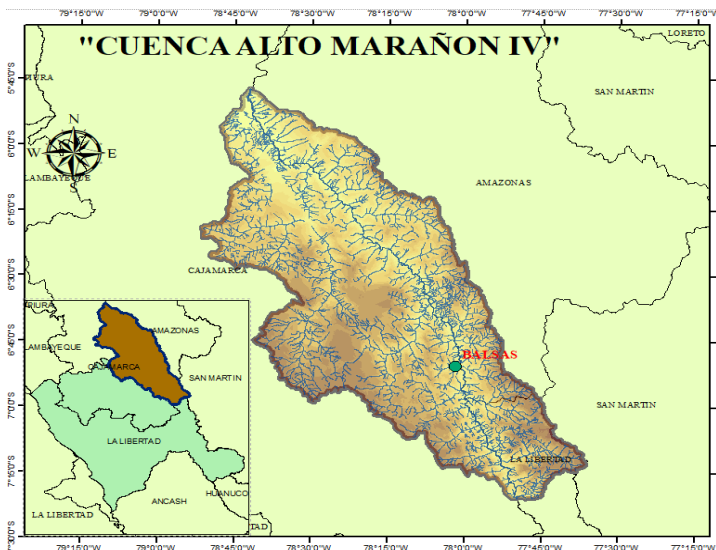 79°15'0"W 79°0'0"W 78°45'0"W 78°30'0"W 78°15'0"W 78°0'0"W 77°45'0"W 77°30'0"W 77°15'0"W
"CUENCA ALTO MARAÑON IV"
LORETO
5°45'0"S
PIURA
SAN MARTIN
N
6°0'0"S
W E
S
LAMBAYEQUE
AMAZONAS
6°15'0"S
CAJAMARCA
6°30'0"S
PIURA
AMAZONAS
6°45'0"S
LAMBAYEQUE
BALSAS
CAJAMARCA
SAN MARTIN
7°0'0"S
SAN MARTIN
LA LIBERTAD
LA LIBERTAD
7°15'0"S
HUANUCO
ANCASH
LA LIBERTAD
TAD
7°30'0"S
79°15'0"W 79°0'0"W 78°45'0"W 78°30'0"W 78°15'0"W 78°0'0"W 77°45'0"W 77°30'0"W 77°15'0"W